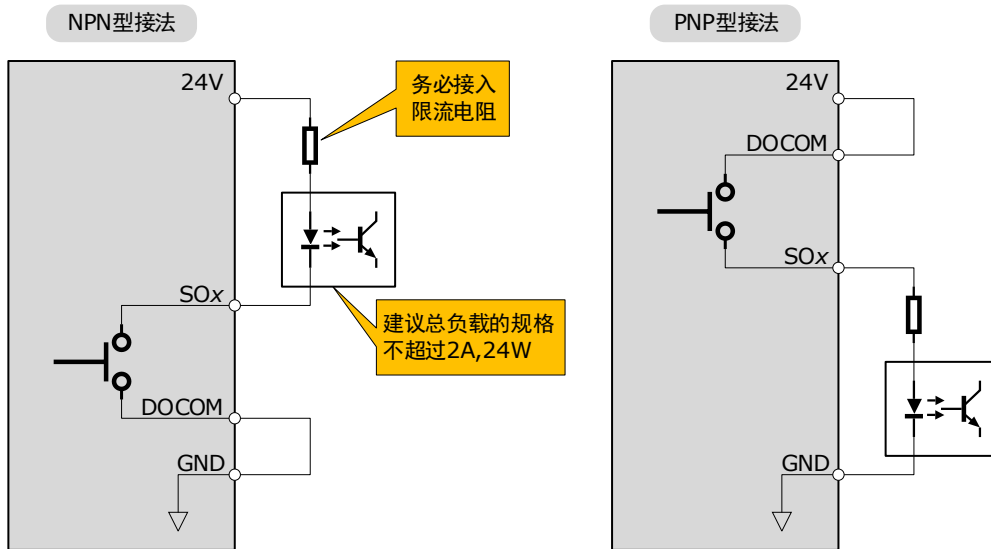 NPN型接法
24V
务必接入
限流电阻
SOx
建议总负载的规格
不超过2A,24W
DOCOM
GND
PNP型接法
24V
DOCOM
SOx
GND